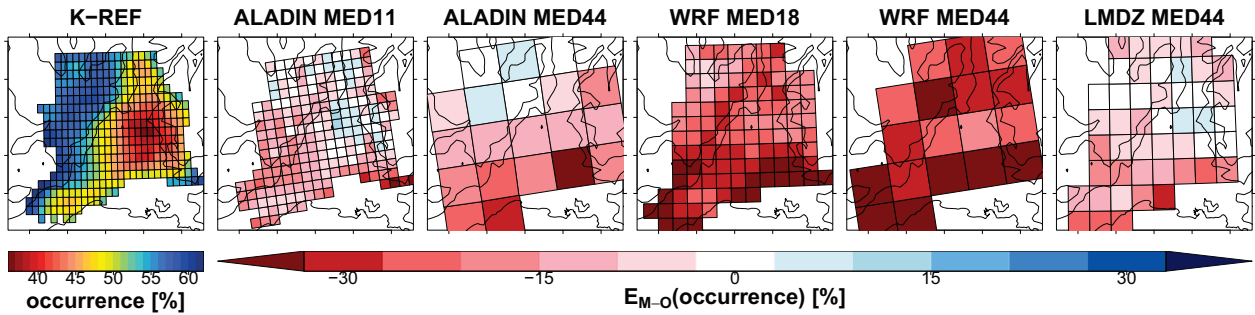 K−REF
ALADIN MED11
ALADIN MED44
WRF MED18
WRF MED44
LMDZ MED44
40 45 50 55 60
occurrence [%]
−30 −15 0 15 30
E_M−O(occurrence) [%]